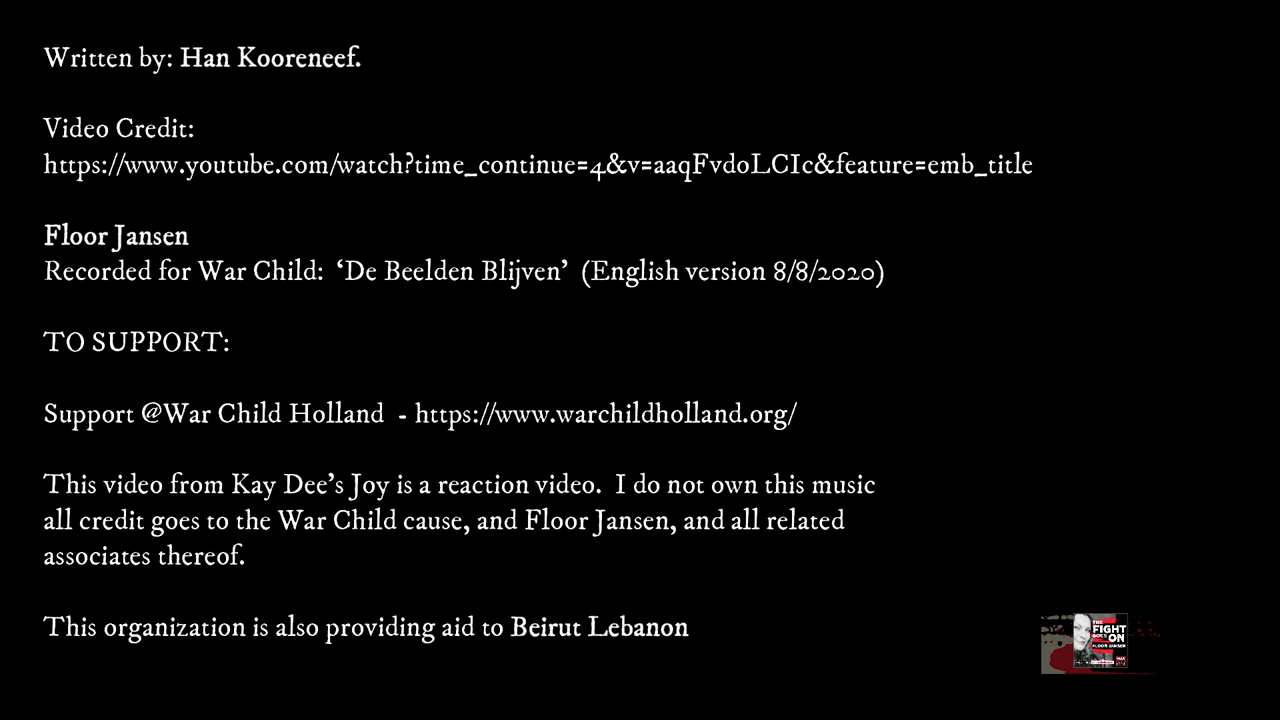 Written by: Han Kooreneef.
Video Credit:
https://www.youtube.com/watch?time_continue=4&v=aaqFvdoLCIc&feature=emb_title
Floor Jansen
Recorded for War Child:  ‘De Beelden Blijven’  (English version 8/8/2020)
TO SUPPORT:
Support @War Child Holland  - https://www.warchildholland.org/
This video from Kay Dee’s Joy is a reaction video.  I do not own this music
all credit goes to the War Child cause, and Floor Jansen, and all related
associates thereof.
This organization is also providing aid to Beirut Lebanon
THE
FIGHT
GOES
ON
FLOOR JANSEN